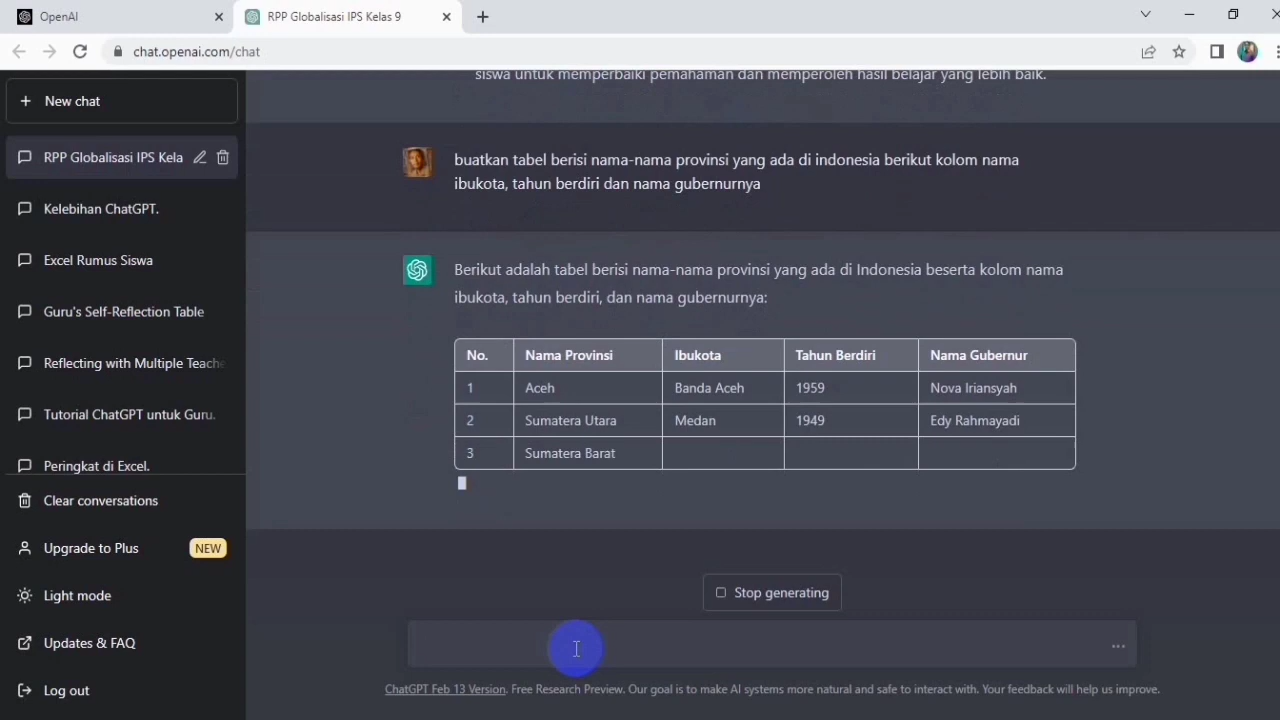 OpenAI
RPP Globalisasi IPS Kelas 9
chat.openai.com/chat
New chat
RPP Globalisasi IPS Kela
Kelebihan ChatGPT.
Excel Rumus Siswa
Guru's Self-Reflection Table
Reflecting with Multiple Teache
Tutorial ChatGPT untuk Guru.
Peringkat di Excel.
Clear conversations
Upgrade to Plus NEW
Light mode
Updates & FAQ
Log out
siswa untuk memperbaiki pemahaman dan memperoleh hasil belajar yang lebih baik.
buatkan tabel berisi nama-nama provinsi yang ada di indonesia berikut kolom nama
ibukota, tahun berdiri dan nama gubernurnya
Berikut adalah tabel berisi nama-nama provinsi yang ada di Indonesia beserta kolom nama
ibukota, tahun berdiri, dan nama gubernurnya:
No. Nama Provinsi Ibukota Tahun Berdiri Nama Gubernur
1 Aceh Banda Aceh 1959 Nova Iriansyah
2 Sumatera Utara Medan 1949 Edy Rahmayadi
3 Sumatera Barat
Stop generating
ChatGPT Feb 13 Version. Free Research Preview. Our goal is to make AI systems more natural and safe to interact with. Your feedback will help us improve.